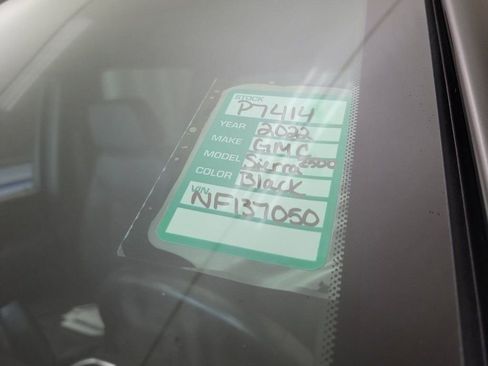 STOCK P7414
YEAR 2022
MAKE GMC
MODEL Sierra 2500
COLOR Black
VIN NF137050